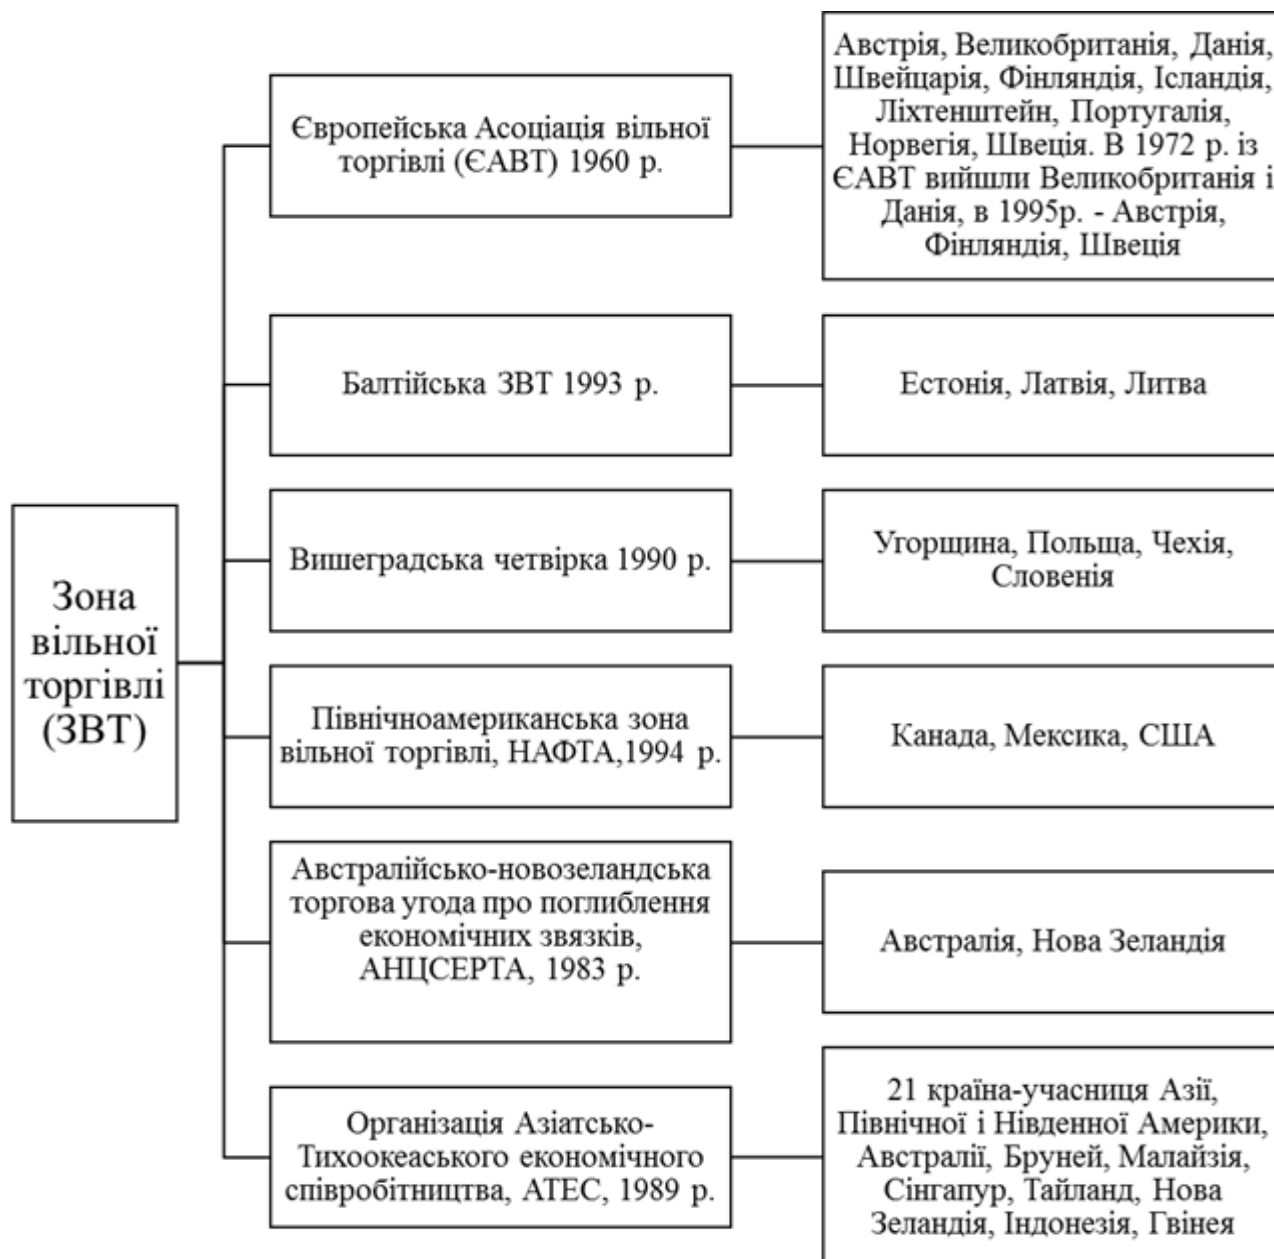 Зона
вільної
торгівлі
(ЗВТ)
Європейська Асоціація вільної
торгівлі (ЄАВТ) 1960 р.
Австрія, Великобританія, Данія,
Швейцарія, Фінляндія, Ісландія,
Ліхтенштейн, Португалія,
Норвегія, Швеція. В 1972 р. із
ЄАВТ вийшли Великобританія і
Данія, в 1995р. - Австрія,
Фінляндія, Швеція
Балтійська ЗВТ 1993 р.
Естонія, Латвія, Литва
Вишеградська четвірка 1990 р.
Угорщина, Польща, Чехія,
Словенія
Північноамериканська зона
вільної торгівлі, НАФТА,1994 р.
Канада, Мексика, США
Австралійсько-новозеландська
торгова угода про поглиблення
економічних звязків,
АНЦСЕРТА, 1983 р.
Австралія, Нова Зеландія
Організація Азіатсько-
Тихоокеаського економічного
співробітництва, АТЕС, 1989 р.
21 країна-учасниця Азії,
Північної і Нівденної Америки,
Австралії, Бруней, Малайзія,
Сінгапур, Тайланд, Нова
Зеландія, Індонезія, Гвінея